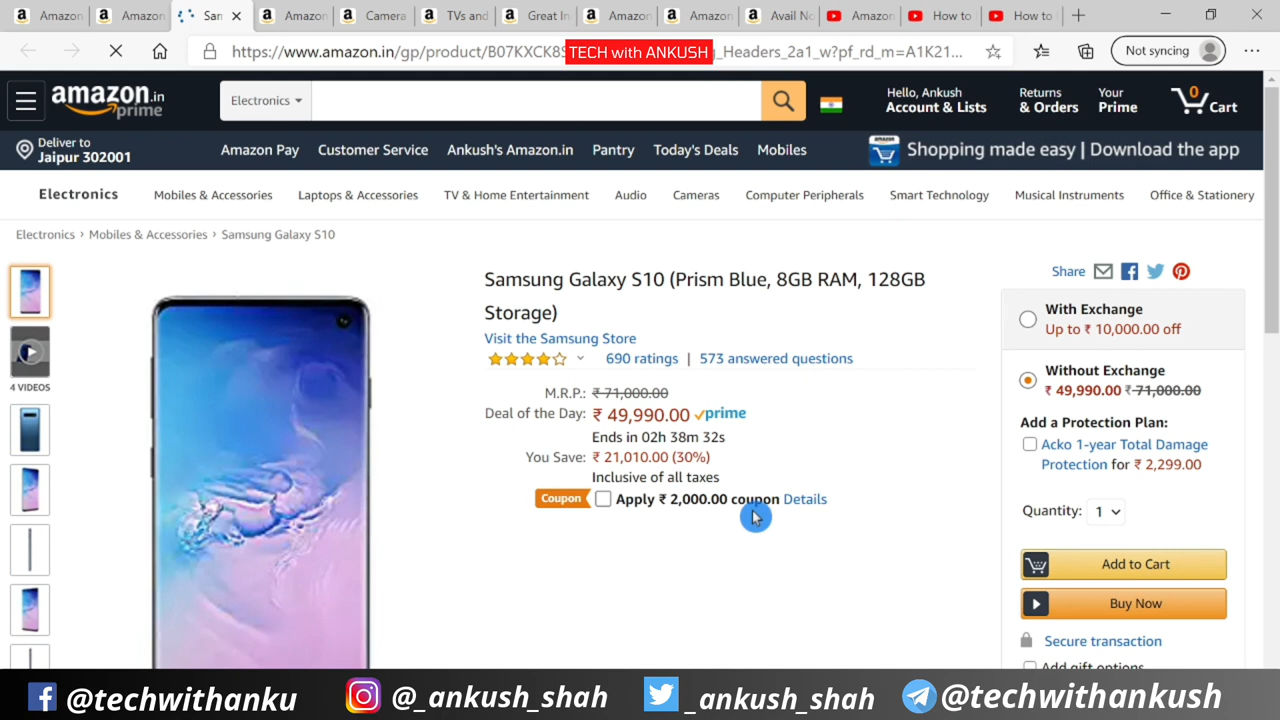 Amazon
Amazon
San
Amazon
Camera
TVs and
Great In
Amazon
Amazon
Avail No
Amazon
How to
How to
https://www.amazon.in/gp/product/B07KXCK8
TECH with ANKUSH
_Headers_2a1_w?pf_rd_m=A1K21...
Not syncing
amazon.in
prime
Electronics
Hello, Ankush
Account & Lists
Returns
& Orders
Your
Prime
0
Cart
Deliver to
Jaipur 302001
Amazon Pay
Customer Service
Ankush's Amazon.in
Pantry
Today's Deals
Mobiles
amazon
Shopping made easy | Download the app
Electronics
Mobiles & Accessories
Laptops & Accessories
TV & Home Entertainment
Audio
Cameras
Computer Peripherals
Smart Technology
Musical Instruments
Office & Stationery
Electronics › Mobiles & Accessories › Samsung Galaxy S10
4 VIDEOS
Samsung Galaxy S10 (Prism Blue, 8GB RAM, 128GB
Storage)
Visit the Samsung Store
690 ratings | 573 answered questions
M.R.P.: ₹ 71,000.00
Deal of the Day: ₹ 49,990.00 prime
Ends in 02h 38m 32s
You Save: ₹ 21,010.00 (30%)
Inclusive of all taxes
Coupon Apply ₹ 2,000.00 coupon Details
Share
With Exchange
Up to ₹ 10,000.00 off
Without Exchange
₹ 49,990.00 ₹ 71,000.00
Add a Protection Plan:
Acko 1-year Total Damage
Protection for ₹ 2,299.00
Quantity: 1
Add to Cart
Buy Now
Secure transaction
Add gift options
@techwithanku
@_ankush_shah
_ankush_shah
@techwithankush